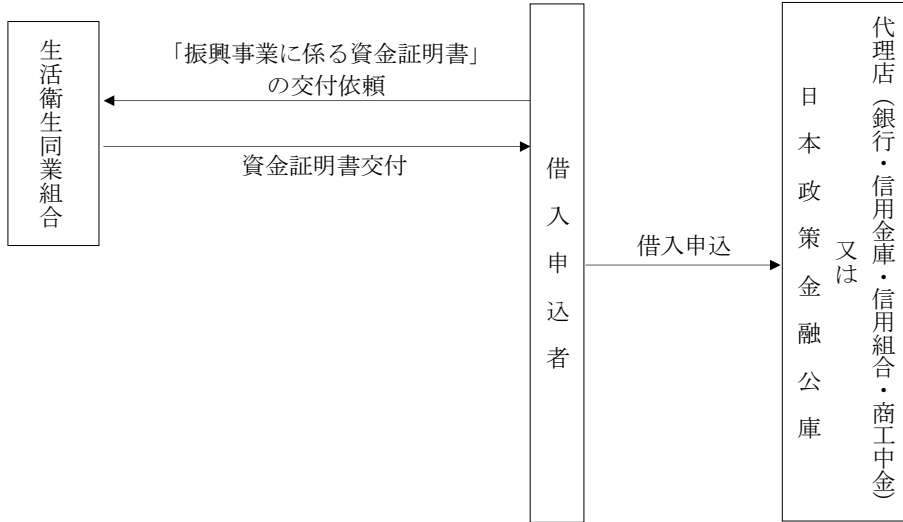 生活衛生同業組合
「振興事業に係る資金証明書」
の交付依頼
資金証明書交付
借入申込者
借入申込
日本政策金融公庫
又は
代理店（銀行・信用金庫・信用組合・商工中金）